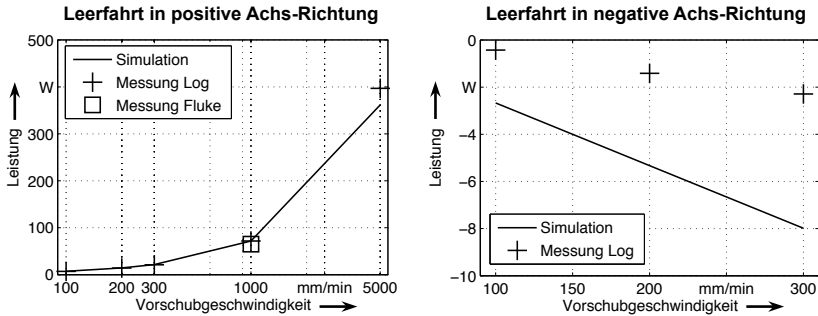 Leerfahrt in positive Achs-Richtung
500
W
300
200
100
0
Leistung
Simulation
Messung Log
Messung Fluke
100 200 300 1000 mm/min 5000
Vorschubgeschwindigkeit
Leerfahrt in negative Achs-Richtung
0
W
−4
−6
−8
−10
Leistung
Simulation
Messung Log
100 150 200 mm/min 300
Vorschubgeschwindigkeit